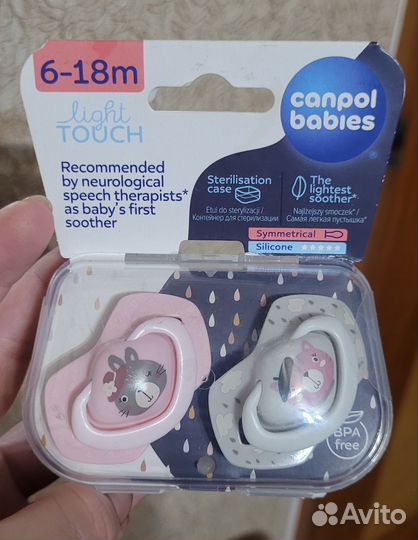 6-18m
light
TOUCH
canpol
babies
Recommended
by neurological
speech therapists*
as baby's first
soother
Sterilisation
case
Etui do sterylizacji /
Контейнер для стерилизации
The
lightest
soother*
Najlżejszy smoczek* /
Самая легкая пустышка*
Symmetrical
Silicone
BPA
free
Avito